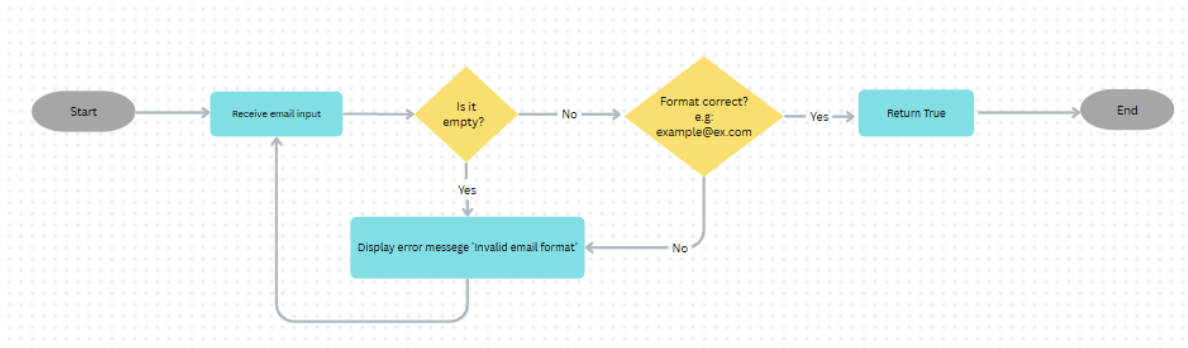 Start
Receive email input
Is it
empty?
No
Format correct?
e.g:
example@ex.com
Yes
Return True
End
Yes
Display error messege 'Invalid email format'
No